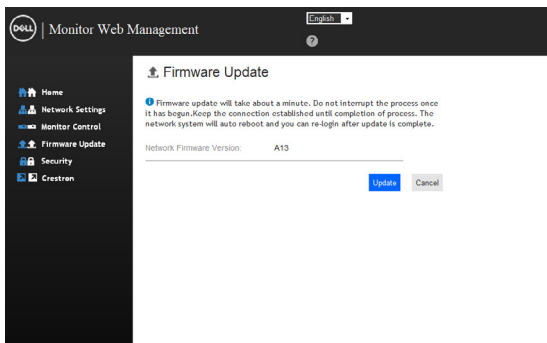 DELL | Monitor Web Management
English
?
Home
Network Settings
Monitor Control
Firmware Update
Security
Crestron
Firmware Update
Firmware update will take about a minute. Do not interrupt the process once
it has begun.Keep the connection established until completion of process. The
network system will auto reboot and you can re-login after update is complete.
Network Firmware Version: A13
Update Cancel